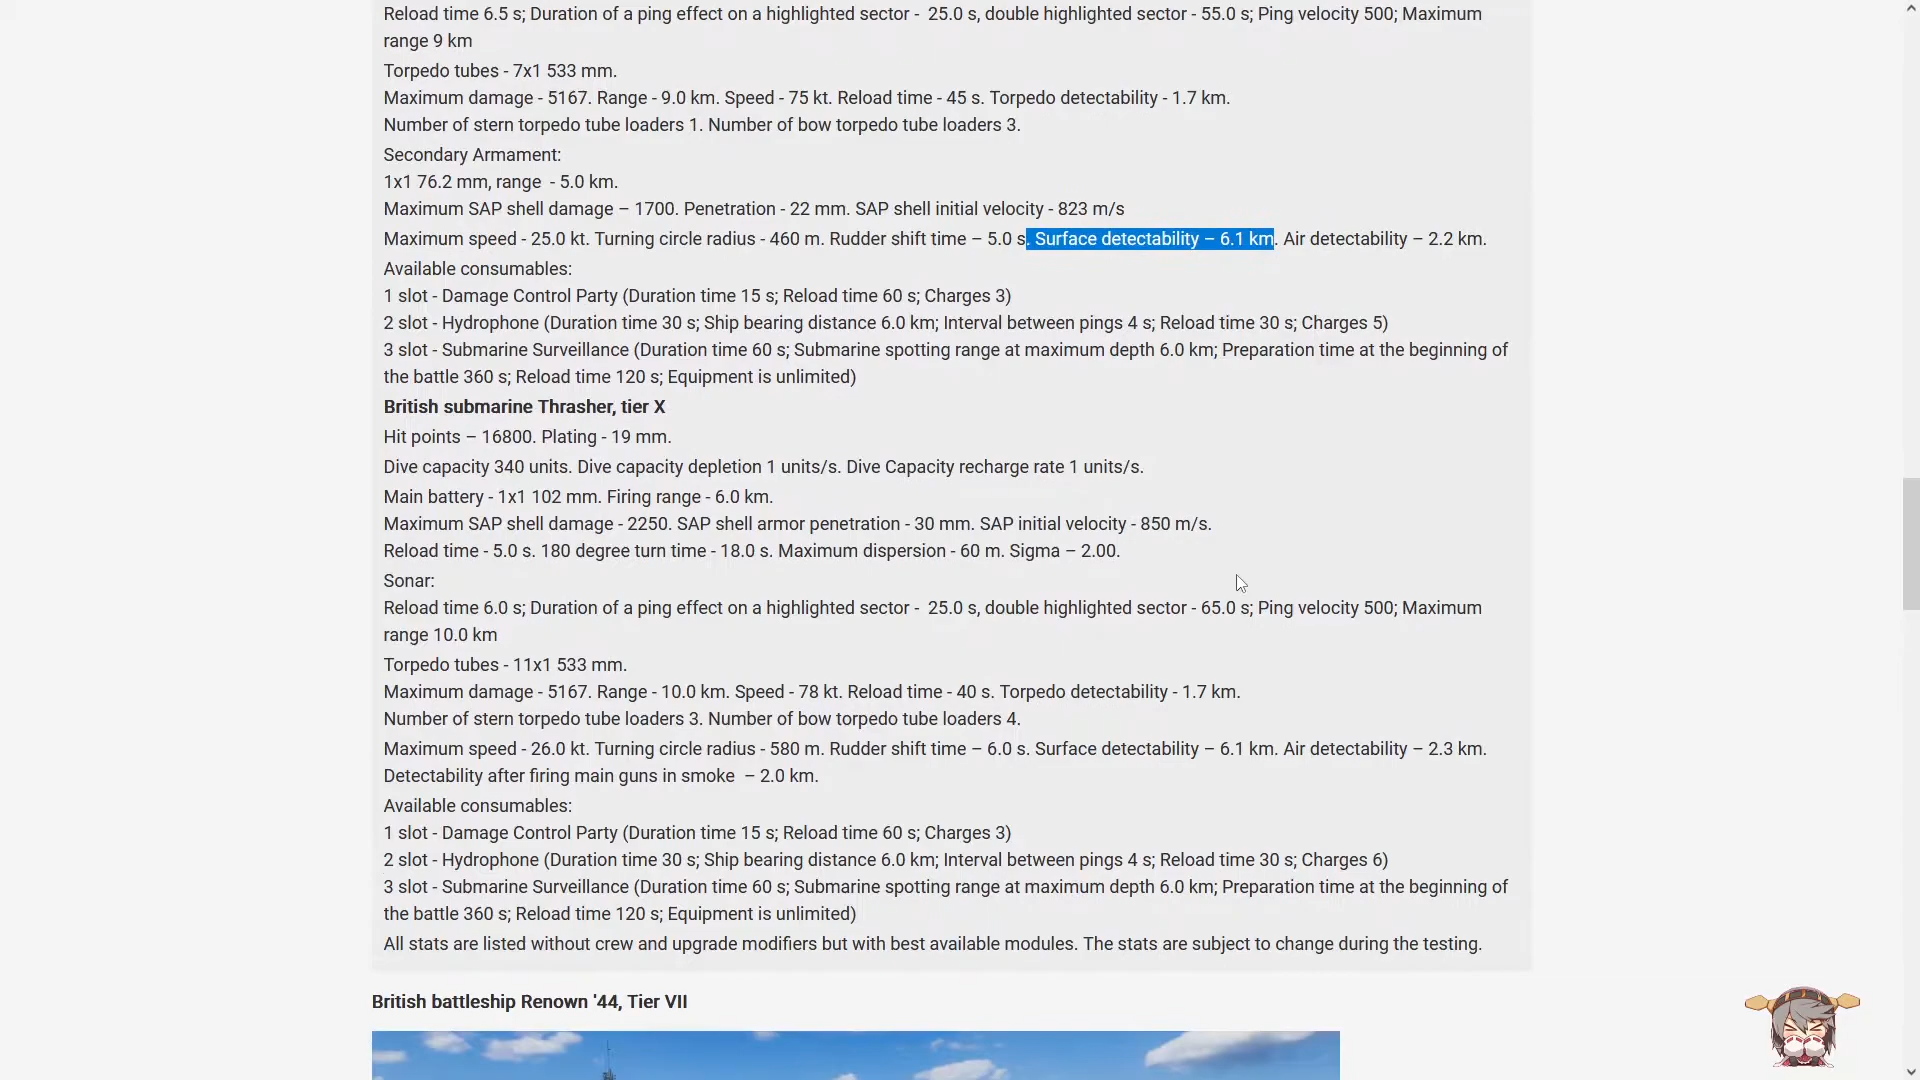 Reload time 6.5 s; Duration of a ping effect on a highlighted sector -  25.0 s, double highlighted sector - 55.0 s; Ping velocity 500; Maximum
range 9 km
Torpedo tubes - 7x1 533 mm.
Maximum damage - 5167. Range - 9.0 km. Speed - 75 kt. Reload time - 45 s. Torpedo detectability - 1.7 km.
Number of stern torpedo tube loaders 1. Number of bow torpedo tube loaders 3.
Secondary Armament:
1x1 76.2 mm, range  - 5.0 km.
Maximum SAP shell damage – 1700. Penetration - 22 mm. SAP shell initial velocity - 823 m/s
Maximum speed - 25.0 kt. Turning circle radius - 460 m. Rudder shift time – 5.0 s. Surface detectability – 6.1 km. Air detectability – 2.2 km.
Available consumables:
1 slot - Damage Control Party (Duration time 15 s; Reload time 60 s; Charges 3)
2 slot - Hydrophone (Duration time 30 s; Ship bearing distance 6.0 km; Interval between pings 4 s; Reload time 30 s; Charges 5)
3 slot - Submarine Surveillance (Duration time 60 s; Submarine spotting range at maximum depth 6.0 km; Preparation time at the beginning of
the battle 360 s; Reload time 120 s; Equipment is unlimited)
British submarine Thrasher, tier X
Hit points – 16800. Plating - 19 mm.
Dive capacity 340 units. Dive capacity depletion 1 units/s. Dive Capacity recharge rate 1 units/s.
Main battery - 1x1 102 mm. Firing range - 6.0 km.
Maximum SAP shell damage - 2250. SAP shell armor penetration - 30 mm. SAP initial velocity - 850 m/s.
Reload time - 5.0 s. 180 degree turn time - 18.0 s. Maximum dispersion - 60 m. Sigma – 2.00.
Sonar:
Reload time 6.0 s; Duration of a ping effect on a highlighted sector -  25.0 s, double highlighted sector - 65.0 s; Ping velocity 500; Maximum
range 10.0 km
Torpedo tubes - 11x1 533 mm.
Maximum damage - 5167. Range - 10.0 km. Speed - 78 kt. Reload time - 40 s. Torpedo detectability - 1.7 km.
Number of stern torpedo tube loaders 3. Number of bow torpedo tube loaders 4.
Maximum speed - 26.0 kt. Turning circle radius - 580 m. Rudder shift time – 6.0 s. Surface detectability – 6.1 km. Air detectability – 2.3 km.
Detectability after firing main guns in smoke  – 2.0 km.
Available consumables:
1 slot - Damage Control Party (Duration time 15 s; Reload time 60 s; Charges 3)
2 slot - Hydrophone (Duration time 30 s; Ship bearing distance 6.0 km; Interval between pings 4 s; Reload time 30 s; Charges 6)
3 slot - Submarine Surveillance (Duration time 60 s; Submarine spotting range at maximum depth 6.0 km; Preparation time at the beginning of
the battle 360 s; Reload time 120 s; Equipment is unlimited)
All stats are listed without crew and upgrade modifiers but with best available modules. The stats are subject to change during the testing.
British battleship Renown '44, Tier VII